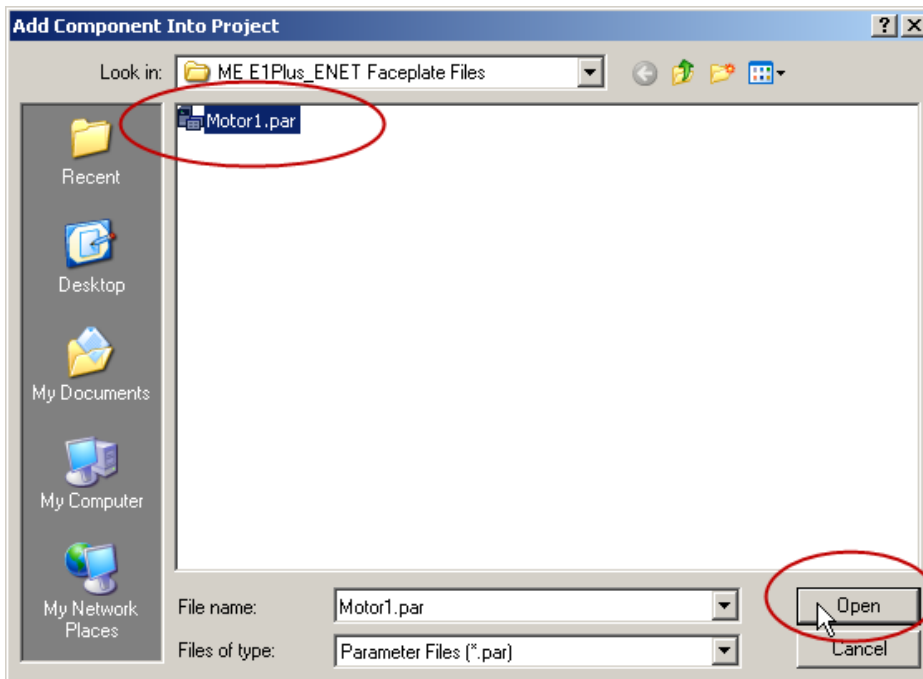 Add Component Into Project
Look in: ME E1Plus_ENET Faceplate Files
Motor1.par
Recent
Desktop
My Documents
My Computer
My Network
Places
File name: Motor1.par Open
Files of type: Parameter Files (*.par) Cancel